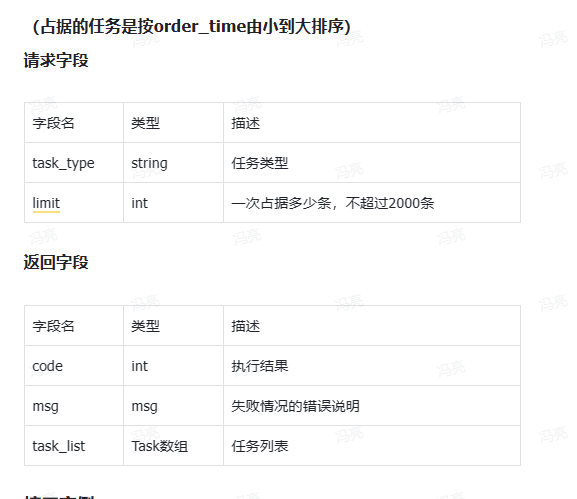 （占据的任务是按order_time由小到大排序）
请求字段
字段名 类型 描述
task_type string 任务类型
limit int 一次占据多少条，不超过2000条
返回字段
字段名 类型 描述
code int 执行结果
msg msg 失败情况的错误说明
task_list Task数组 任务列表